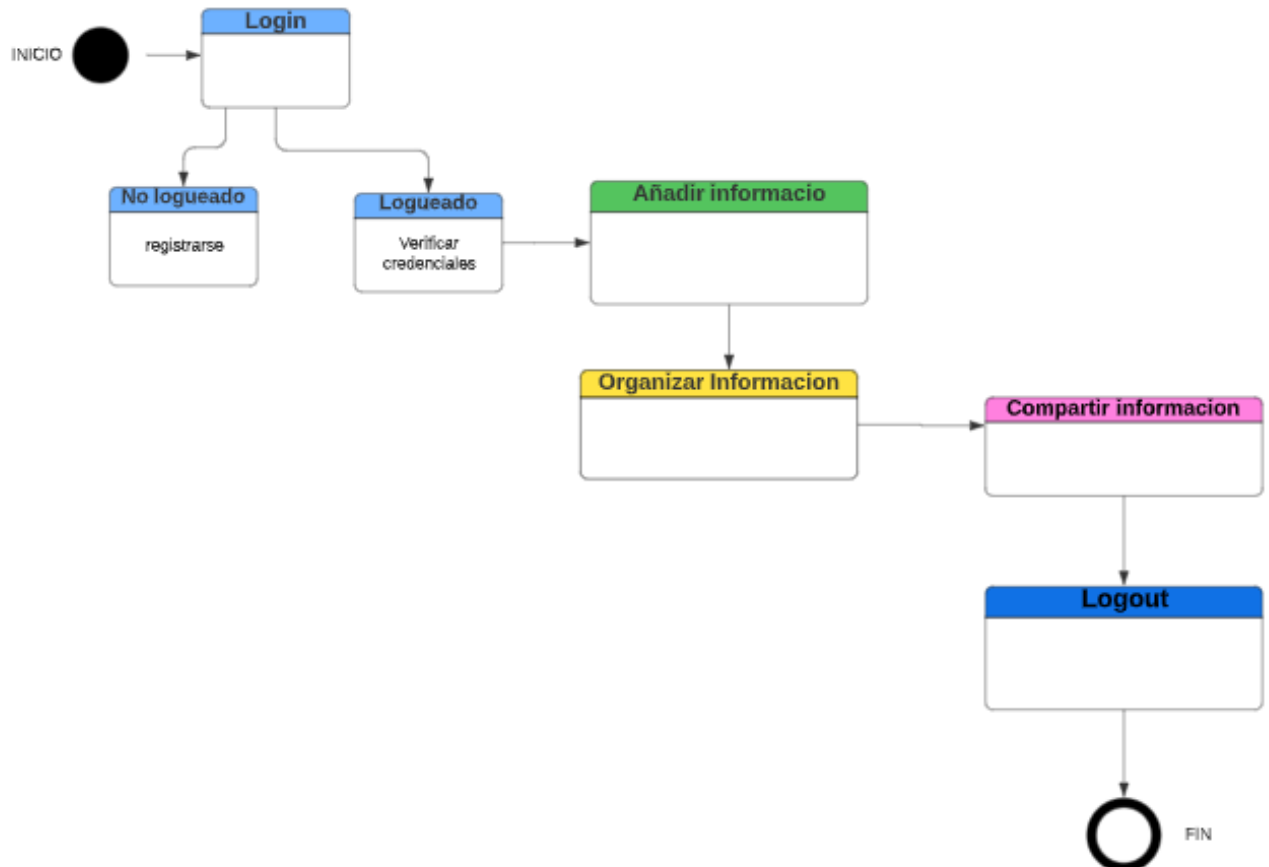 Login
INICIO
No logueado
registrarse
Logueado
Verificar
credenciales
Añadir informacio
Organizar Informacion
Compartir informacion
Logout
FIN